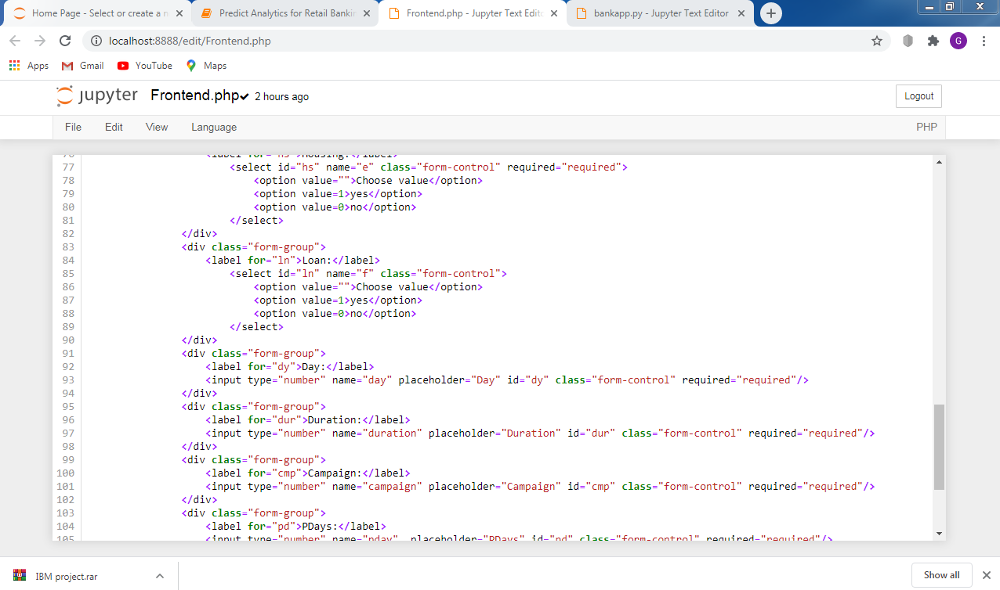 Home Page - Select or create a n
Predict Analytics for Retail Bankin
Frontend.php - Jupyter Text Edito
bankapp.py - Jupyter Text Editor
localhost:8888/edit/Frontend.php
G
Apps
Gmail
YouTube
Maps
jupyter
Frontend.php
2 hours ago
Logout
File
Edit
View
Language
PHP
76 <label for="hs">Housing:</label>
77 <select id="hs" name="e" class="form-control" required="required">
78 <option value="">Choose value</option>
79 <option value=1>yes</option>
80 <option value=0>no</option>
81 </select>
82 </div>
83 <div class="form-group">
84 <label for="ln">Loan:</label>
85 <select id="ln" name="f" class="form-control">
86 <option value="">Choose value</option>
87 <option value=1>yes</option>
88 <option value=0>no</option>
89 </select>
90 </div>
91 <div class="form-group">
92 <label for="dy">Day:</label>
93 <input type="number" name="day" placeholder="Day" id="dy" class="form-control" required="required"/>
94 </div>
95 <div class="form-group">
96 <label for="dur">Duration:</label>
97 <input type="number" name="duration" placeholder="Duration" id="dur" class="form-control" required="required"/>
98 </div>
99 <div class="form-group">
100 <label for="cmp">Campaign:</label>
101 <input type="number" name="campaign" placeholder="Campaign" id="cmp" class="form-control" required="required"/>
102 </div>
103 <div class="form-group">
104 <label for="pd">PDays:</label>
105 <input type="number" name="pday" placeholder="PDays" id="pd" class="form-control" required="required"/>
IBM project.rar
Show all